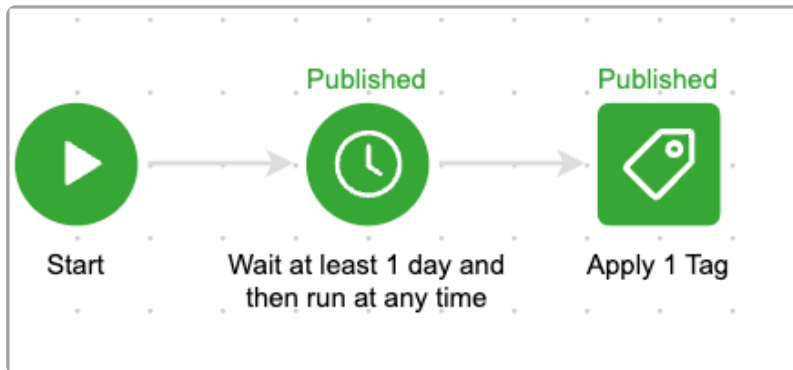 Published
Published
Start
Wait at least 1 day and
then run at any time
Apply 1 Tag